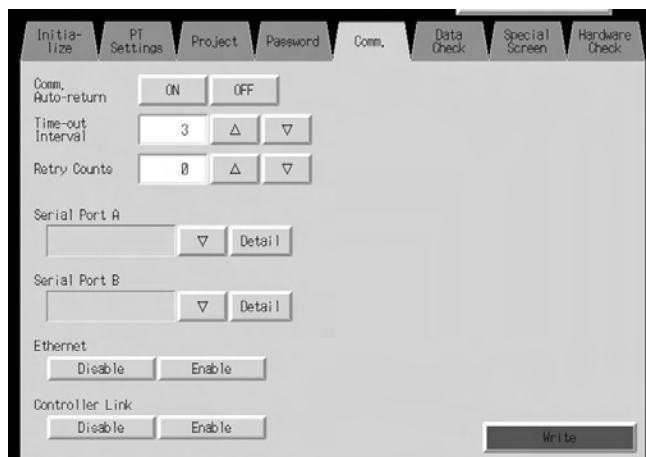 Initia-
lize
PT
Settings
Project
Password
Comm.
Data
Check
Special
Screen
Hardware
Check
Comm.
Auto-return
ON
OFF
Time-out
Interval
3
△
▽
Retry Counts
0
△
▽
Serial Port A
▽
Detail
Serial Port B
▽
Detail
Ethernet
Disable
Enable
Controller Link
Disable
Enable
Write